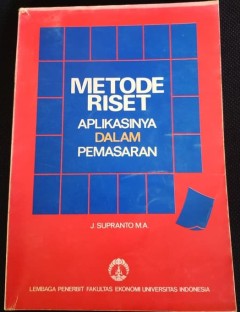 METODE
RISET
APLIKASINYA
DALAM
PEMASARAN
J. SUPRANTO M.A.
LEMBAGA PENERBIT FAKULTAS EKONOMI UNIVERSITAS INDONESIA